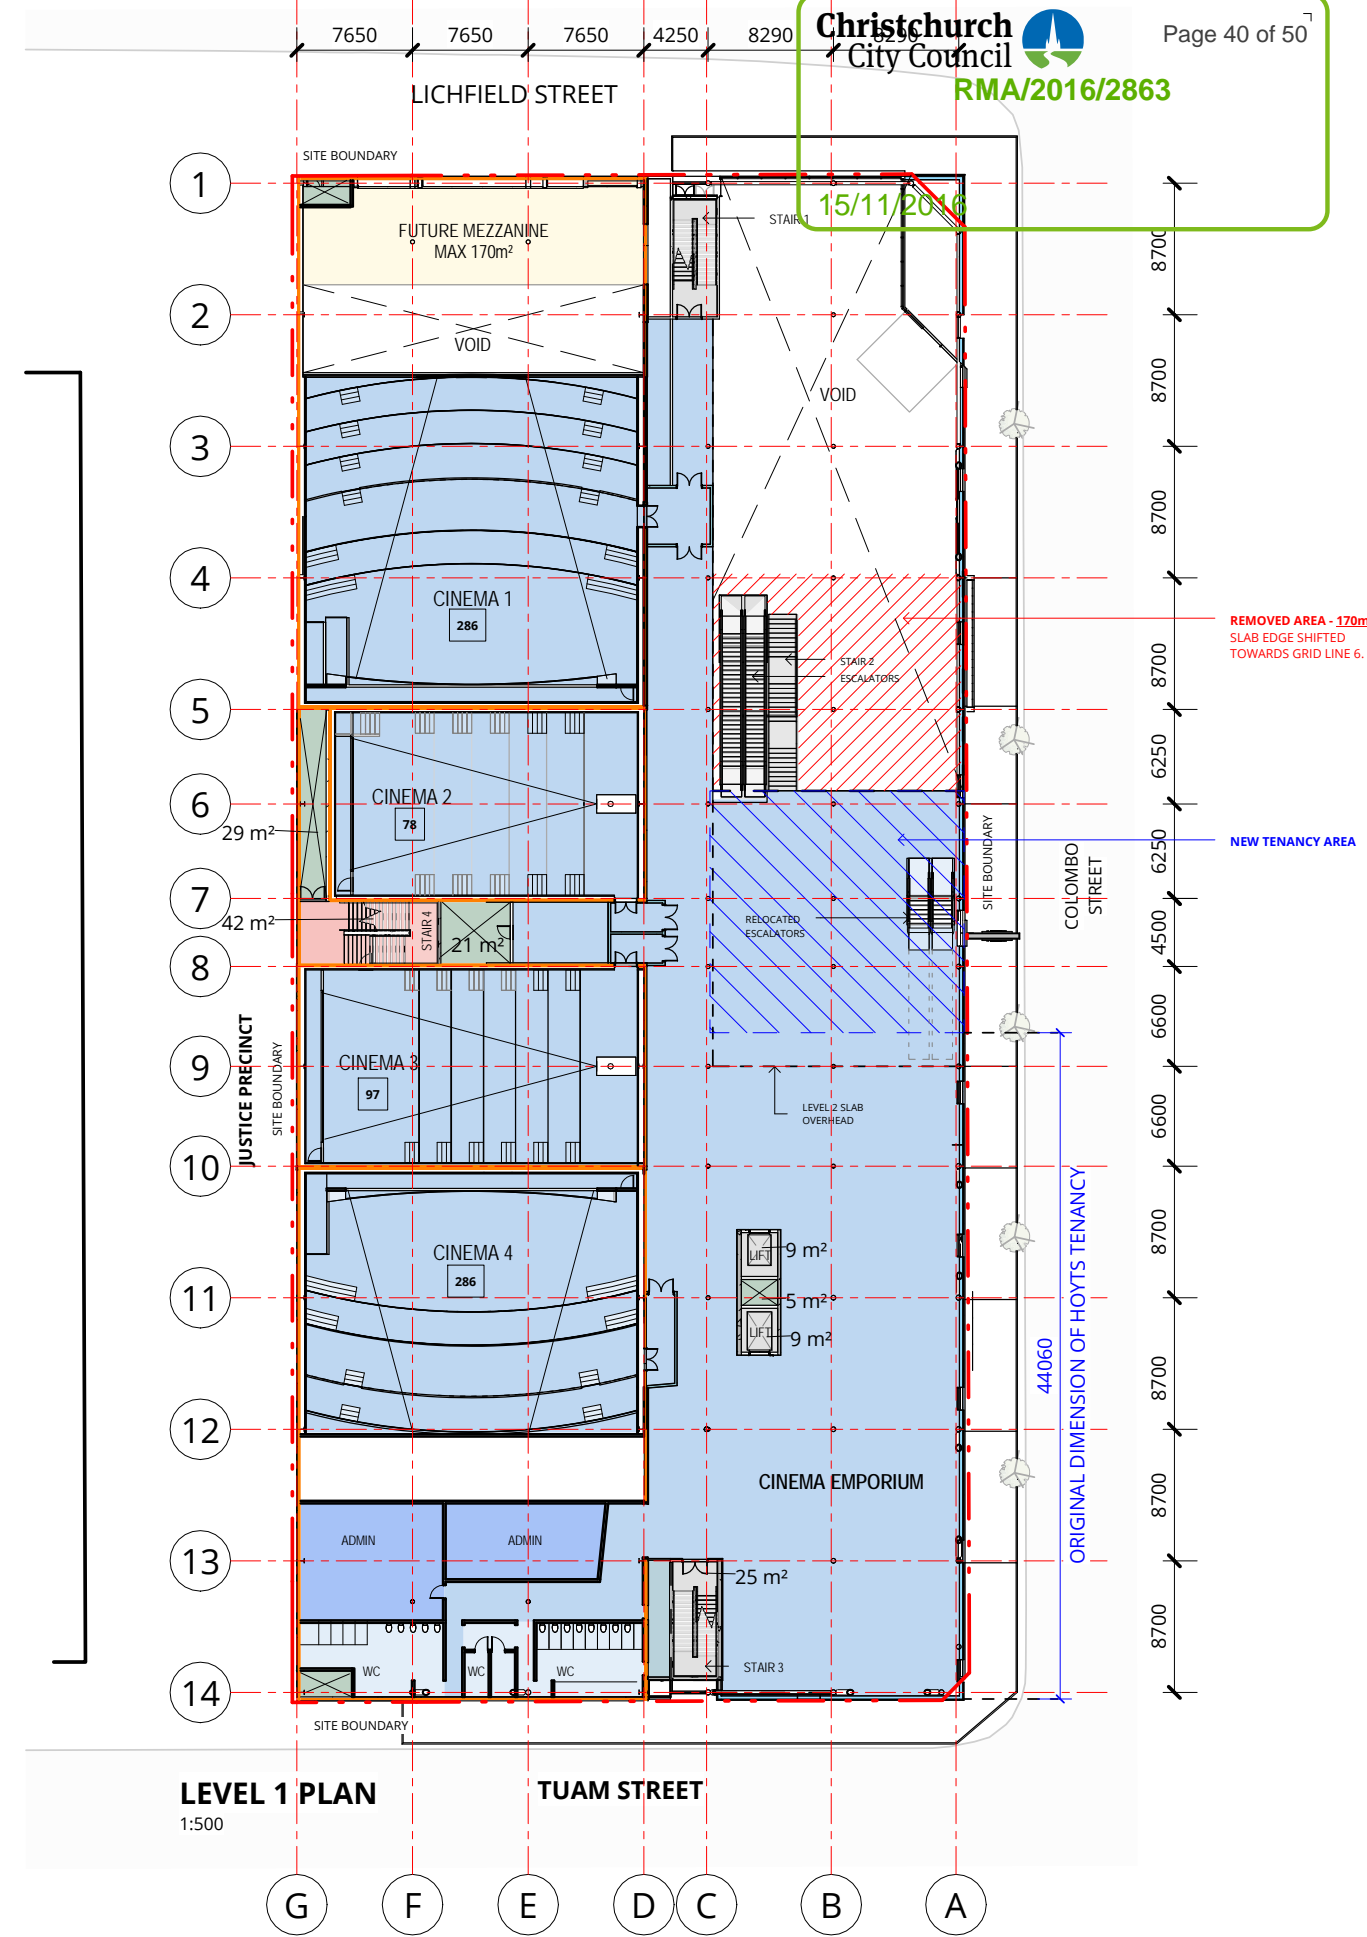 7650
7650
7650
4250
8290
8290
Christchurch
City Council
Page 40 of 50
RMA/2016/2863
15/11/2016
LICHFIELD STREET
SITE BOUNDARY
1
2
3
4
5
6
7
8
9
10
11
12
13
14
FUTURE MEZZANINE
MAX 170m²
VOID
STAIR 1
VOID
CINEMA 1
286
STAIR 2
ESCALATORS
REMOVED AREA - 170m
SLAB EDGE SHIFTED
TOWARDS GRID LINE 6.
CINEMA 2
78
29 m²
42 m²
STAIR 4
21 m²
NEW TENANCY AREA
RELOCATED
ESCALATORS
SITE BOUNDARY
COLOMBO
STREET
JUSTICE PRECINCT
SITE BOUNDARY
CINEMA 3
97
LEVEL 2 SLAB
OVERHEAD
CINEMA 4
286
LIFT
9 m²
5 m²
LIFT
9 m²
44060
ORIGINAL DIMENSION OF HOYTS TENANCY
CINEMA EMPORIUM
ADMIN
ADMIN
25 m²
WC
WC
WC
STAIR 3
8700
8700
8700
8700
6250
6250
4500
6600
6600
8700
8700
8700
8700
SITE BOUNDARY
LEVEL 1 PLAN
1:500
TUAM STREET
G
F
E
D
C
B
A